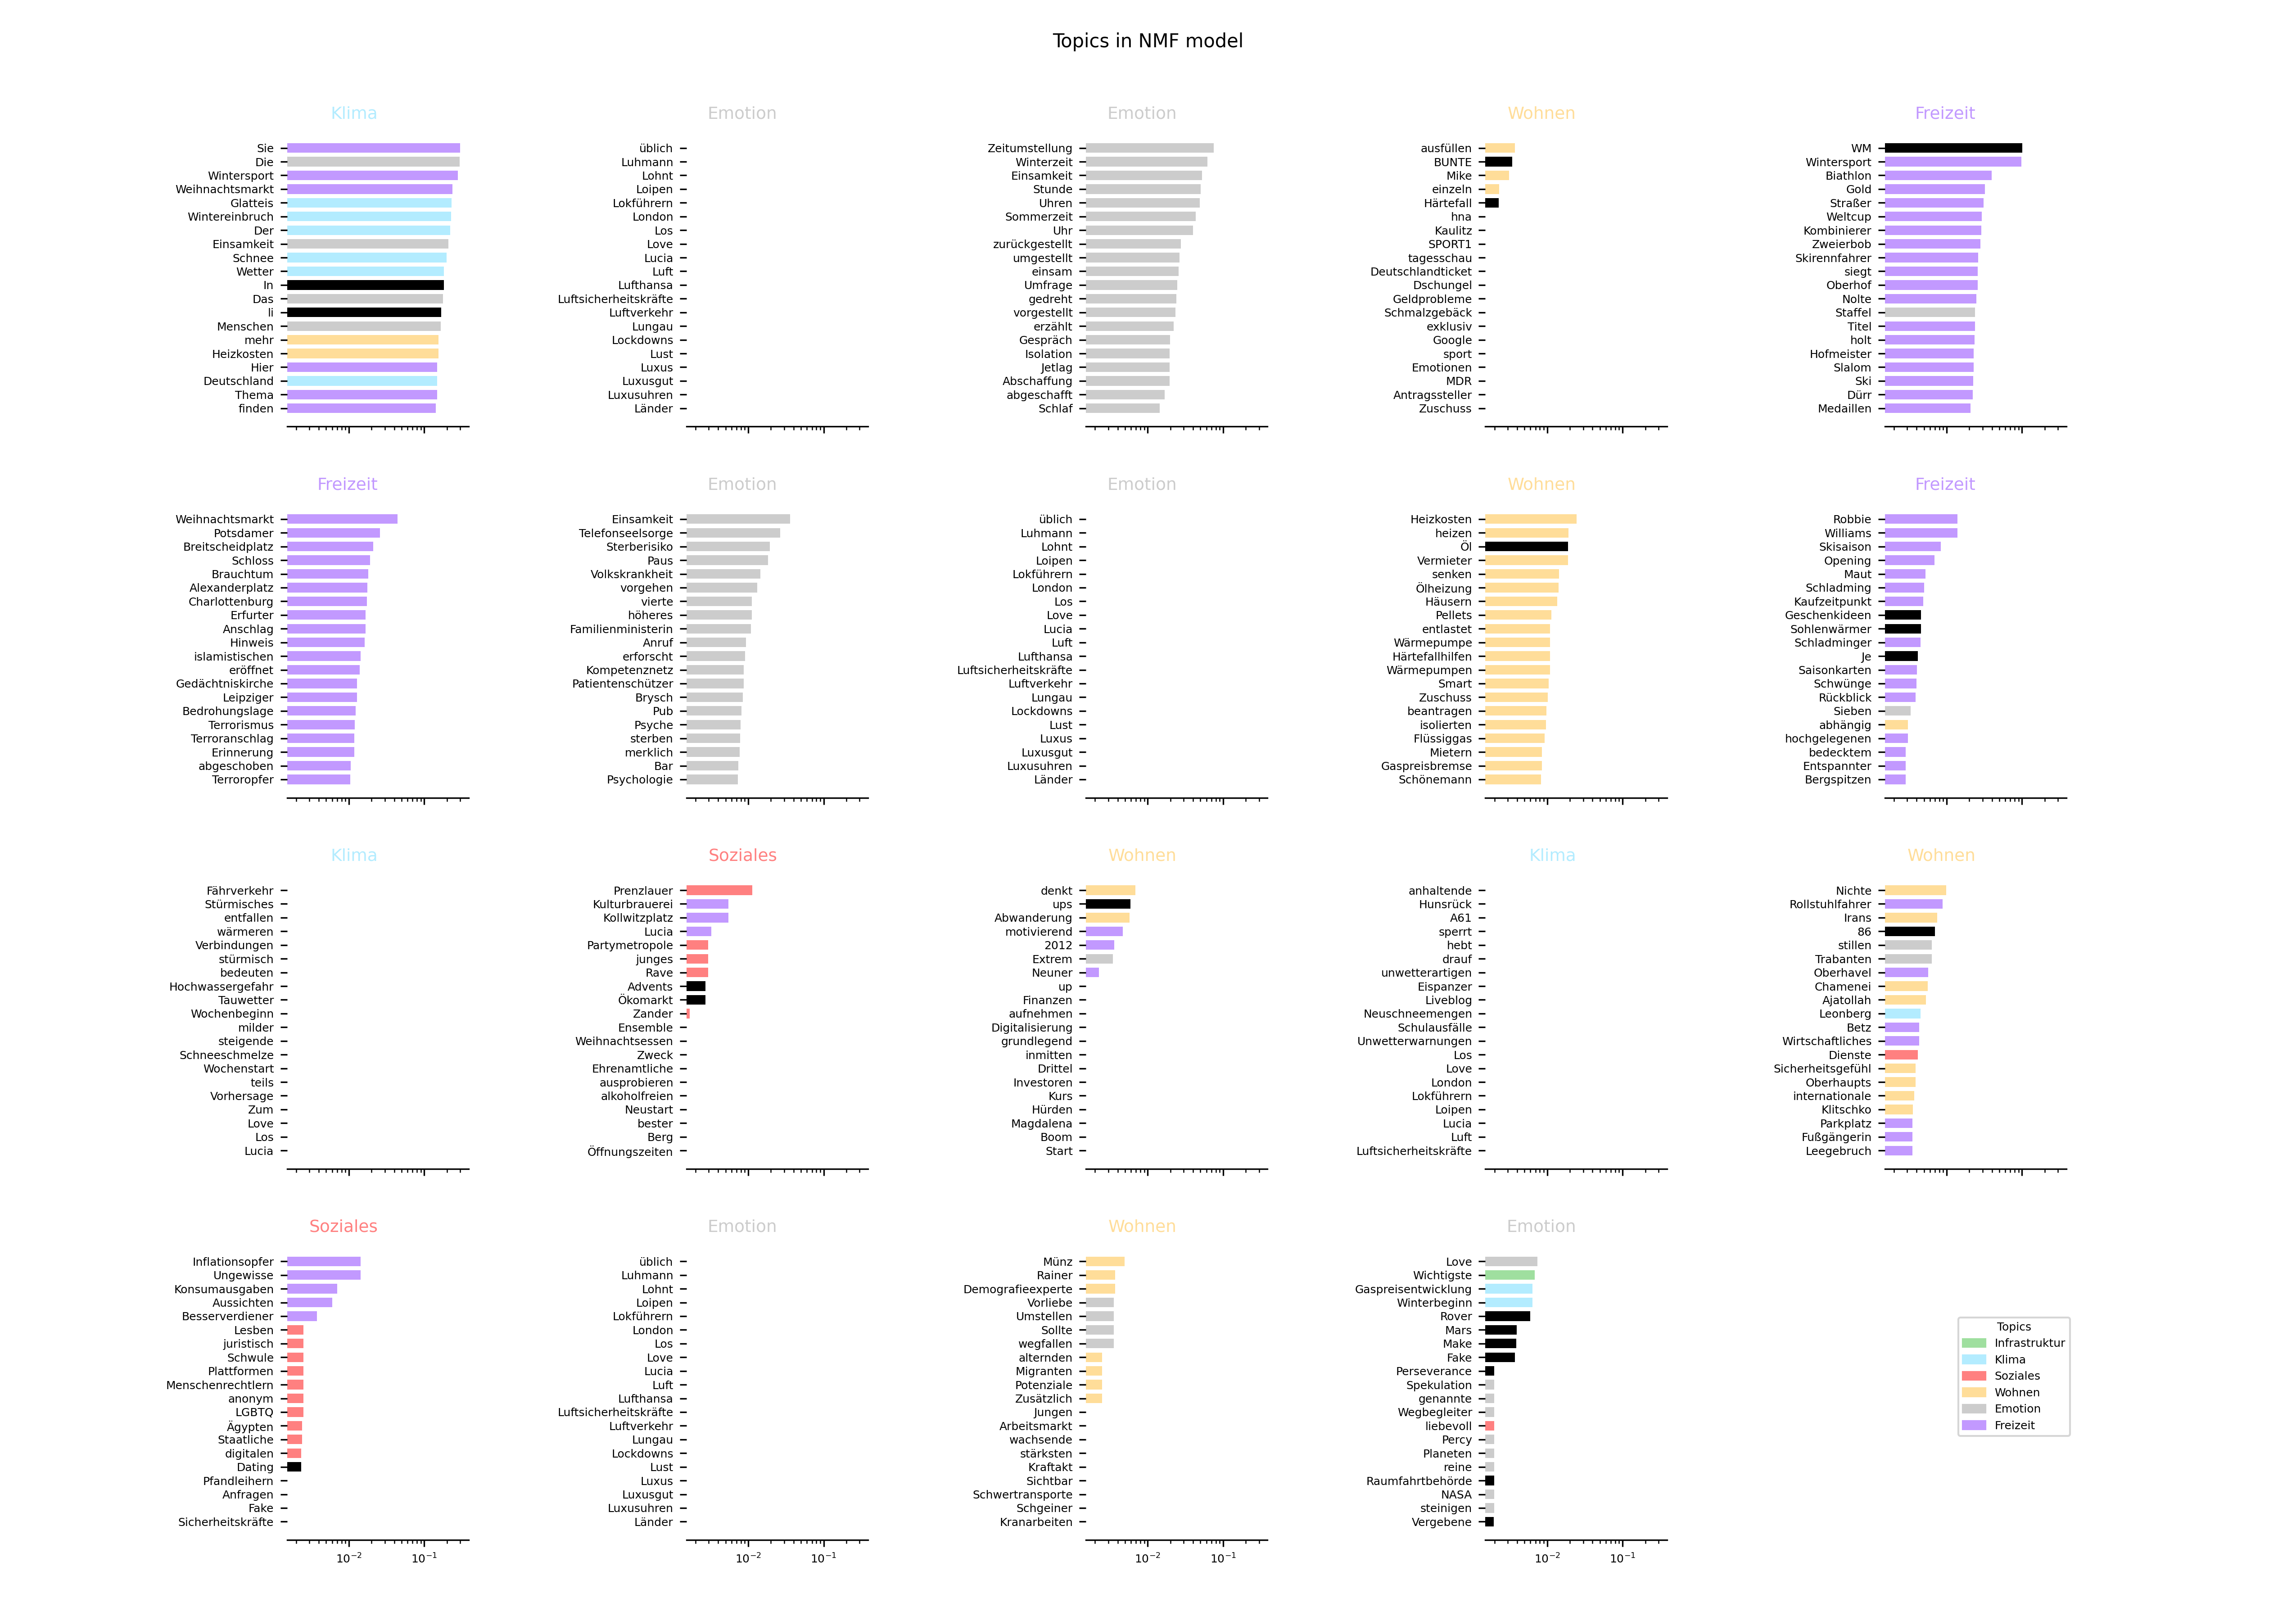 Topics in NMF model
Klima
Sie
Die
Wintersport
Weihnachtsmarkt
Glatteis
Wintereinbruch
Der
Einsamkeit
Schnee
Wetter
In
Das
li
Menschen
mehr
Heizkosten
Hier
Deutschland
Thema
finden
Emotion
üblich
Luhmann
Lohnt
Loipen
Lokführern
London
Los
Love
Lucia
Luft
Lufthansa
Luftsicherheitskräfte
Luftverkehr
Lungau
Lockdowns
Lust
Luxus
Luxusgut
Luxusuhren
Länder
Emotion
Zeitumstellung
Winterzeit
Einsamkeit
Stunde
Uhren
Sommerzeit
Uhr
zurückgestellt
umgestellt
einsam
Umfrage
gedreht
vorgestellt
erzählt
Gespräch
Isolation
Jetlag
Abschaffung
abgeschafft
Schlaf
Wohnen
ausfüllen
BUNTE
Mike
einzeln
Härtefall
hna
Kaulitz
SPORT1
tagesschau
Deutschlandticket
Dschungel
Geldprobleme
Schmalzgebäck
exklusiv
Google
sport
Emotionen
MDR
Antragssteller
Zuschuss
Freizeit
WM
Wintersport
Biathlon
Gold
Straßer
Weltcup
Kombinierer
Zweierbob
Skirennfahrer
siegt
Oberhof
Nolte
Staffel
Titel
holt
Hofmeister
Slalom
Ski
Dürr
Medaillen
Freizeit
Weihnachtsmarkt
Potsdamer
Breitscheidplatz
Schloss
Brauchtum
Alexanderplatz
Charlottenburg
Erfurter
Anschlag
Hinweis
islamistischen
eröffnet
Gedächtniskirche
Leipziger
Bedrohungslage
Terrorismus
Terroranschlag
Erinnerung
abgeschoben
Terroropfer
Emotion
Einsamkeit
Telefonseelsorge
Sterberisiko
Paus
Volkskrankheit
vorgehen
vierte
höheres
Familienministerin
Anruf
erforscht
Kompetenznetz
Patientenschützer
Brysch
Pub
Psyche
sterben
merklich
Bar
Psychologie
Emotion
üblich
Luhmann
Lohnt
Loipen
Lokführern
London
Los
Love
Lucia
Luft
Lufthansa
Luftsicherheitskräfte
Luftverkehr
Lungau
Lockdowns
Lust
Luxus
Luxusgut
Luxusuhren
Länder
Wohnen
Heizkosten
heizen
Öl
Vermieter
senken
Ölheizung
Häusern
Pellets
entlastet
Wärmepumpe
Härtefallhilfen
Wärmepumpen
Smart
Zuschuss
beantragen
isolierten
Flüssiggas
Mietern
Gaspreisbremse
Schönemann
Freizeit
Robbie
Williams
Skisaison
Opening
Maut
Schladming
Kaufzeitpunkt
Geschenkideen
Sohlenwärmer
Schladminger
Je
Saisonkarten
Schwünge
Rückblick
Sieben
abhängig
hochgelegenen
bedecktem
Entspannter
Bergspitzen
Klima
Fährverkehr
Stürmisches
entfallen
wärmeren
Verbindungen
stürmisch
bedeuten
Hochwassergefahr
Tauwetter
Wochenbeginn
milder
steigende
Schneeschmelze
Wochenstart
teils
Vorhersage
Zum
Love
Los
Lucia
Soziales
Prenzlauer
Kulturbrauerei
Kollwitzplatz
Lucia
Partymetropole
junges
Rave
Advents
Ökomarkt
Zander
Ensemble
Weihnachtsessen
Zweck
Ehrenamtliche
ausprobieren
alkoholfreien
Neustart
bester
Berg
Öffnungszeiten
Wohnen
denkt
ups
Abwanderung
motivierend
2012
Extrem
Neuner
up
Finanzen
aufnehmen
Digitalisierung
grundlegend
inmitten
Drittel
Investoren
Kurs
Hürden
Magdalena
Boom
Start
Klima
anhaltende
Hunsrück
A61
sperrt
hebt
drauf
unwetterartigen
Eispanzer
Liveblog
Neuschneemengen
Schulausfälle
Unwetterwarnungen
Los
Love
London
Lokführern
Loipen
Lucia
Luft
Luftsicherheitskräfte
Wohnen
Nichte
Rollstuhlfahrer
Irans
86
stillen
Trabanten
Oberhavel
Chamenei
Ajatollah
Leonberg
Betz
Wirtschaftliches
Dienste
Sicherheitsgefühl
Oberhaupts
internationale
Klitschko
Parkplatz
Fußgängerin
Leegebruch
Soziales
Inflationsopfer
Ungewisse
Konsumausgaben
Aussichten
Besserverdiener
Lesben
juristisch
Schwule
Plattformen
Menschenrechtlern
anonym
LGBTQ
Ägypten
Staatliche
digitalen
Dating
Pfandleihern
Anfragen
Fake
Sicherheitskräfte
10⁻² 10⁻¹
Emotion
üblich
Luhmann
Lohnt
Loipen
Lokführern
London
Los
Love
Lucia
Luft
Lufthansa
Luftsicherheitskräfte
Luftverkehr
Lungau
Lockdowns
Lust
Luxus
Luxusgut
Luxusuhren
Länder
10⁻² 10⁻¹
Wohnen
Münz
Rainer
Demografieexperte
Vorliebe
Umstellen
Sollte
wegfallen
alternden
Migranten
Potenziale
Zusätzlich
Jungen
Arbeitsmarkt
wachsende
stärksten
Kraftakt
Sichtbar
Schwertransporte
Schgeiner
Kranarbeiten
10⁻² 10⁻¹
Emotion
Love
Wichtigste
Gaspreisentwicklung
Winterbeginn
Rover
Mars
Make
Fake
Perseverance
Spekulation
genannte
Wegbegleiter
liebevoll
Percy
Planeten
reine
Raumfahrtbehörde
NASA
steinigen
Vergebene
10⁻² 10⁻¹
Topics
Infrastruktur
Klima
Soziales
Wohnen
Emotion
Freizeit